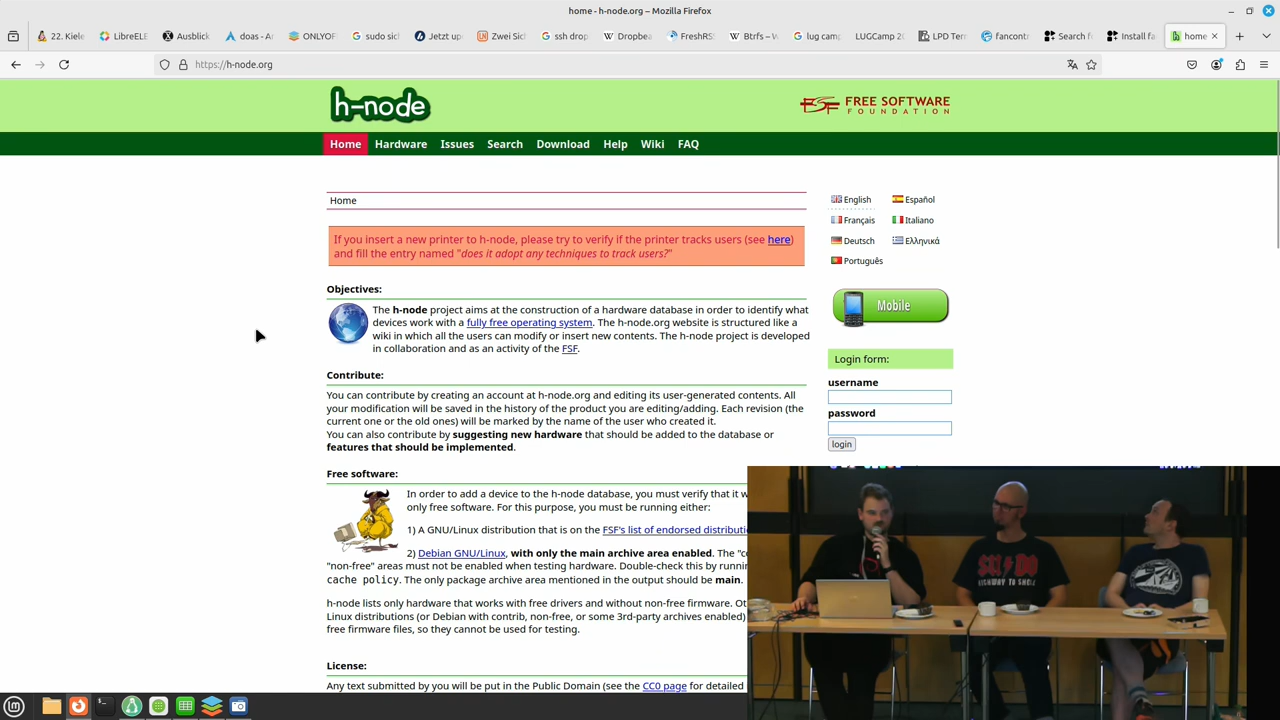 home - h-node.org — Mozilla Firefox
22. Kiele
LibreELE
Ausblick
doas - Ar
ONLYOF
sudo sic
Jetzt up
Zwei Sic
ssh drop
Dropbea
FreshRS
Btrfs – W
lug camp
LUGCamp 20
LPD Terr
fancontr
Search f
Install fa
home
https://h-node.org
h-node
FSF FREE SOFTWARE
FOUNDATION
Home Hardware Issues Search Download Help Wiki FAQ
Home
If you insert a new printer to h-node, please try to verify if the printer tracks users (see here)
and fill the entry named "does it adopt any techniques to track users?"
Objectives:
The h-node project aims at the construction of a hardware database in order to identify what
devices work with a fully free operating system. The h-node.org website is structured like a
wiki in which all the users can modify or insert new contents. The h-node project is developed
in collaboration and as an activity of the FSF.
Contribute:
You can contribute by creating an account at h-node.org and editing its user-generated contents. All
your modification will be saved in the history of the product you are editing/adding. Each revision (the
current one or the old ones) will be marked by the name of the user who created it.
You can also contribute by suggesting new hardware that should be added to the database or
features that should be implemented.
Free software:
In order to add a device to the h-node database, you must verify that it w
only free software. For this purpose, you must be running either:
1) A GNU/Linux distribution that is on the FSF's list of endorsed distributi
2) Debian GNU/Linux, with only the main archive area enabled. The "c
"non-free" areas must not be enabled when testing hardware. Double-check this by runnin
cache policy. The only package archive area mentioned in the output should be main.
h-node lists only hardware that works with free drivers and without non-free firmware. Ot
Linux distributions (or Debian with contrib, non-free, or some 3rd-party archives enabled)
free firmware files, so they cannot be used for testing.
License:
Any text submitted by you will be put in the Public Domain (see the CC0 page for detailed
English Español
Français Italiano
Deutsch Ελληνικά
Português
Mobile
Login form:
username
password
login
HIGHWAY TO SHELL